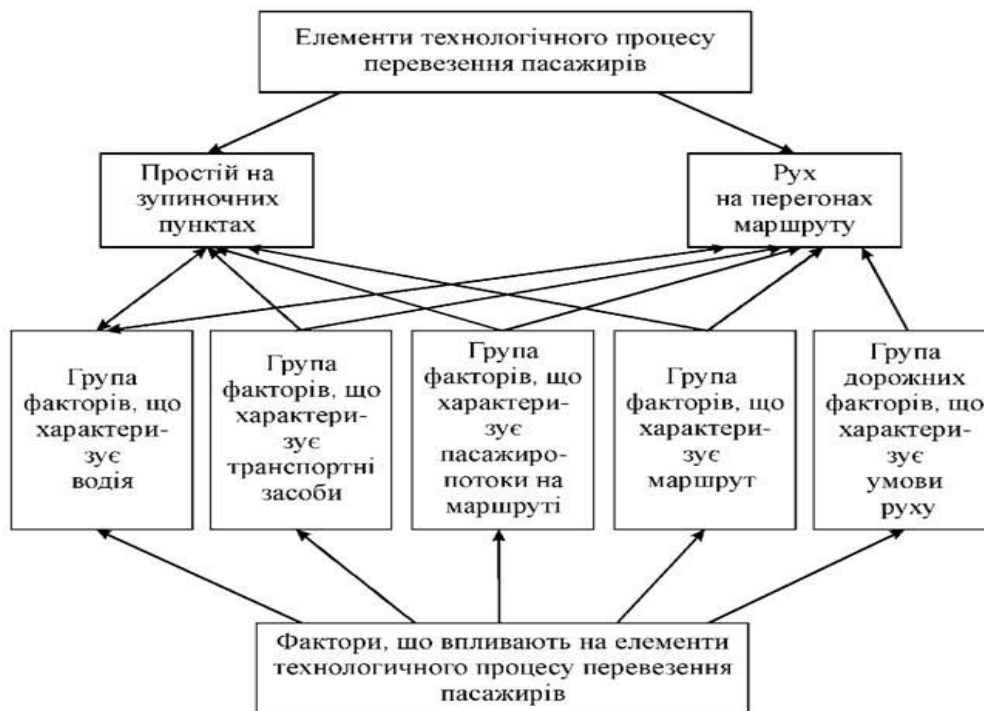 Елементи технологічного процесу
перевезення пасажирів
Простій на
зупиночних
пунктах
Рух
на перегонах
маршруту
Група
факторів, що
характери-
зує
водія
Група
факторів, що
характери-
зує
транспортні
засоби
Група
факторів, що
характери-
зує
пасажиро-
потоки на
маршруті
Група
факторів, що
характери-
зує
маршрут
Група
дорожних
факторів, що
характери-
зує
умови
руху
Фактори, що впливають на елементи
технологичного процесу перевезення
пасажирів